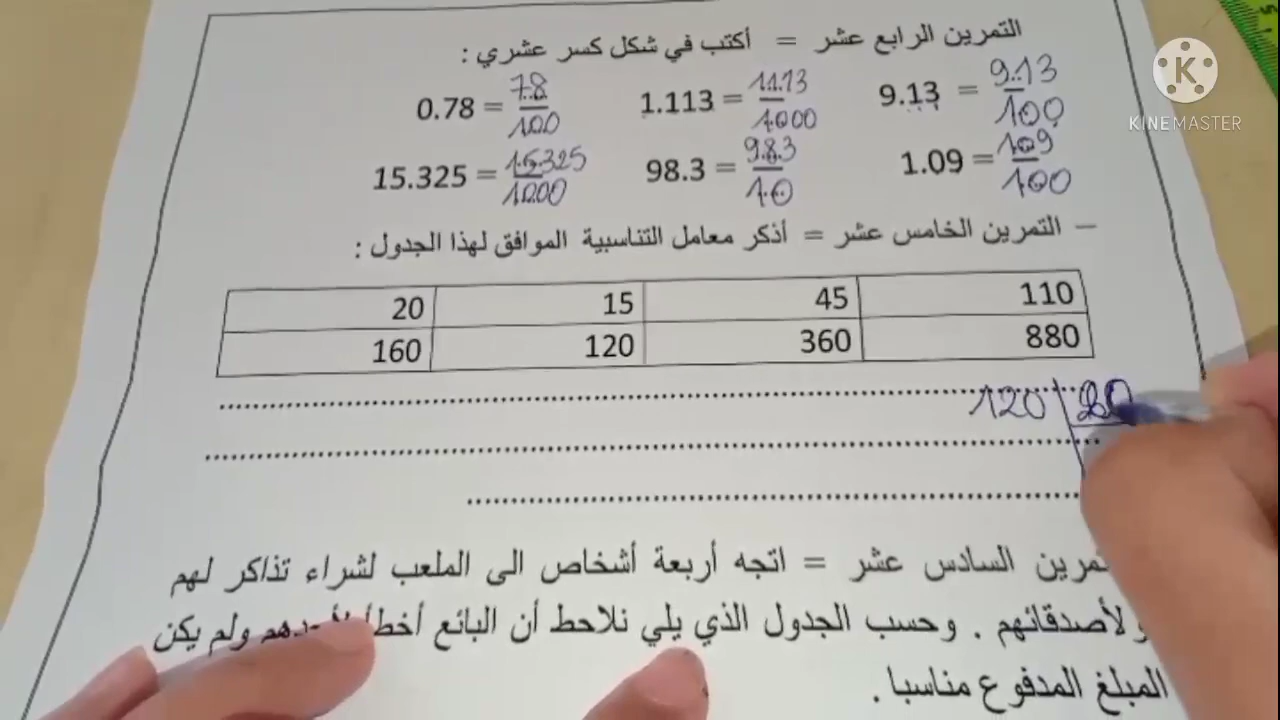 التمرين الرابع عشر = أكتب في شكل كسر عشري :
0.78 = 78/100 1.113 = 1113/1000 9.13 = 913/100
15.325 = 15325/1000 98.3 = 983/10 1.09 = 109/100
– التمرين الخامس عشر = أذكر معامل التناسبية الموافق لهذا الجدول :
20 15 45 110
160 120 360 880
120 20
السادس عشر = اتجه أربعة أشخاص الى الملعب لشراء تذاكر لهم
ولأصدقائهم . وحسب الجدول الذي يلي نلاحط أن البائع أخطأ ولم يكن
المبلغ المدفوع مناسبا .
KINEMASTER